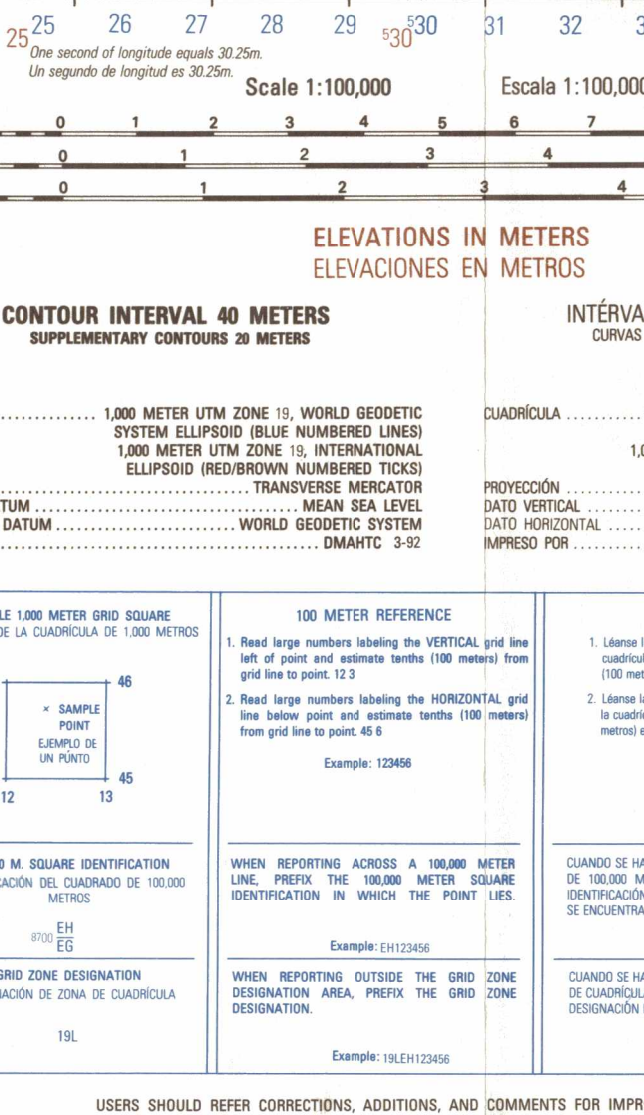 25 25 26 27 28 29 530 530 31 32 3
One second of longitude equals 30.25m.
Un segundo de longitud es 30.25m.
Scale 1:100,000 Escala 1:100,000
0 1 2 3 4 5 6 7
0 1 2 3 4
0 1 2 3 4
ELEVATIONS IN METERS
ELEVACIONES EN METROS
CONTOUR INTERVAL 40 METERS
SUPPLEMENTARY CONTOURS 20 METERS
INTÉRVA
CURVAS
.............. 1,000 METER UTM ZONE 19, WORLD GEODETIC
SYSTEM ELLIPSOID (BLUE NUMBERED LINES)
1,000 METER UTM ZONE 19, INTERNATIONAL
ELLIPSOID (RED/BROWN NUMBERED TICKS)
.................................. TRANSVERSE MERCATOR
TUM ......................................... MEAN SEA LEVEL
DATUM ........................... WORLD GEODETIC SYSTEM
................................................ DMAHTC 3-92
CUADRÍCULA ...........
1,0
PROYECCIÓN ............
DATO VERTICAL .........
DATO HORIZONTAL ......
IMPRESO POR ...........
LE 1,000 METER GRID SQUARE
DE LA CUADRÍCULA DE 1,000 METROS
46
× SAMPLE
POINT
EJEMPLO DE
UN PÚNTO
45
12 13
100 METER REFERENCE
1. Read large numbers labeling the VERTICAL grid line
left of point and estimate tenths (100 meters) from
grid line to point. 12 3
2. Read large numbers labeling the HORIZONTAL grid
line below point and estimate tenths (100 meters)
from grid line to point. 45 6
Example: 123456
1. Léanse l
cuadrícul
(100 met
2. Léanse la
la cuadrí
metros) e
0 M. SQUARE IDENTIFICATION
CACIÓN DEL CUADRADO DE 100,000
METROS
8700 EH
EG
WHEN REPORTING ACROSS A 100,000 METER
LINE, PREFIX THE 100,000 METER SQUARE
IDENTIFICATION IN WHICH THE POINT LIES.
Example: EH123456
CUANDO SE HA
DE 100,000 M
IDENTIFICACIÓN
SE ENCUENTRA
GRID ZONE DESIGNATION
NACIÓN DE ZONA DE CUADRÍCULA
19L
WHEN REPORTING OUTSIDE THE GRID ZONE
DESIGNATION AREA, PREFIX THE GRID ZONE
DESIGNATION.
Example: 19LEH123456
CUANDO SE HA
DE CUADRÍCULA
DESIGNACIÓN
USERS SHOULD REFER CORRECTIONS, ADDITIONS, AND COMMENTS FOR IMPR